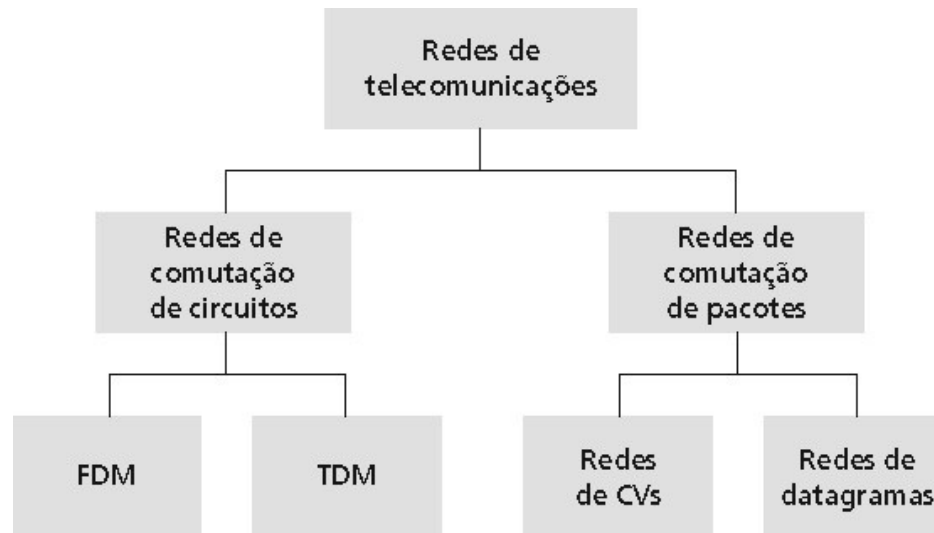 Redes de
telecomunicações
Redes de
comutação
de circuitos
Redes de
comutação
de pacotes
FDM
TDM
Redes
de CVs
Redes de
datagramas